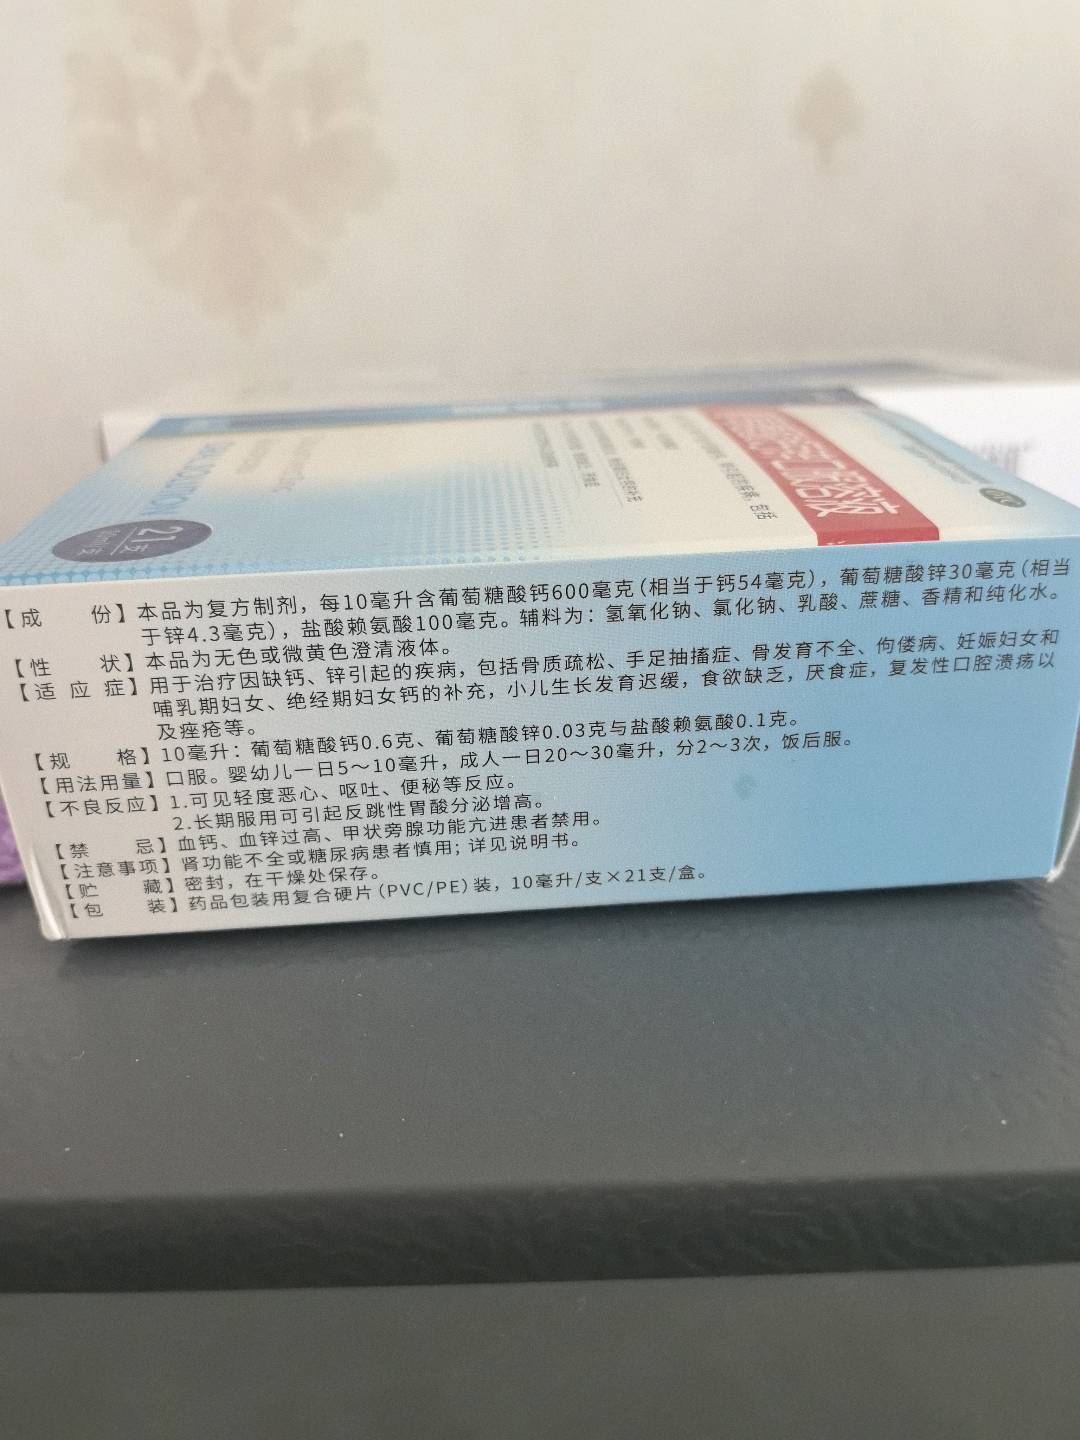 ORAL SOLUTION
21支
口服溶液
OTC
【成 份】本品为复方制剂，每10毫升含葡萄糖酸钙600毫克(相当于钙54毫克)，葡萄糖酸锌30毫克(相当
于锌4.3毫克)，盐酸赖氨酸100毫克。辅料为：氢氧化钠、氯化钠、乳酸、蔗糖、香精和纯化水。
【性 状】本品为无色或微黄色澄清液体。
【适 应 症】用于治疗因缺钙、锌引起的疾病，包括骨质疏松、手足抽搐症、骨发育不全、佝偻病、妊娠妇女和
哺乳期妇女、绝经期妇女钙的补充，小儿生长发育迟缓，食欲缺乏，厌食症，复发性口腔溃疡以
及痤疮等。
【规 格】10毫升：葡萄糖酸钙0.6克、葡萄糖酸锌0.03克与盐酸赖氨酸0.1克。
【用法用量】口服。婴幼儿一日5～10毫升，成人一日20～30毫升，分2～3次，饭后服。
【不良反应】1.可见轻度恶心、呕吐、便秘等反应。
2.长期服用可引起反跳性胃酸分泌增高。
【禁 忌】血钙、血锌过高、甲状旁腺功能亢进患者禁用。
【注意事项】肾功能不全或糖尿病患者慎用；详见说明书。
【贮 藏】密封，在干燥处保存。
【包 装】药品包装用复合硬片(PVC/PE)装，10毫升/支×21支/盒。